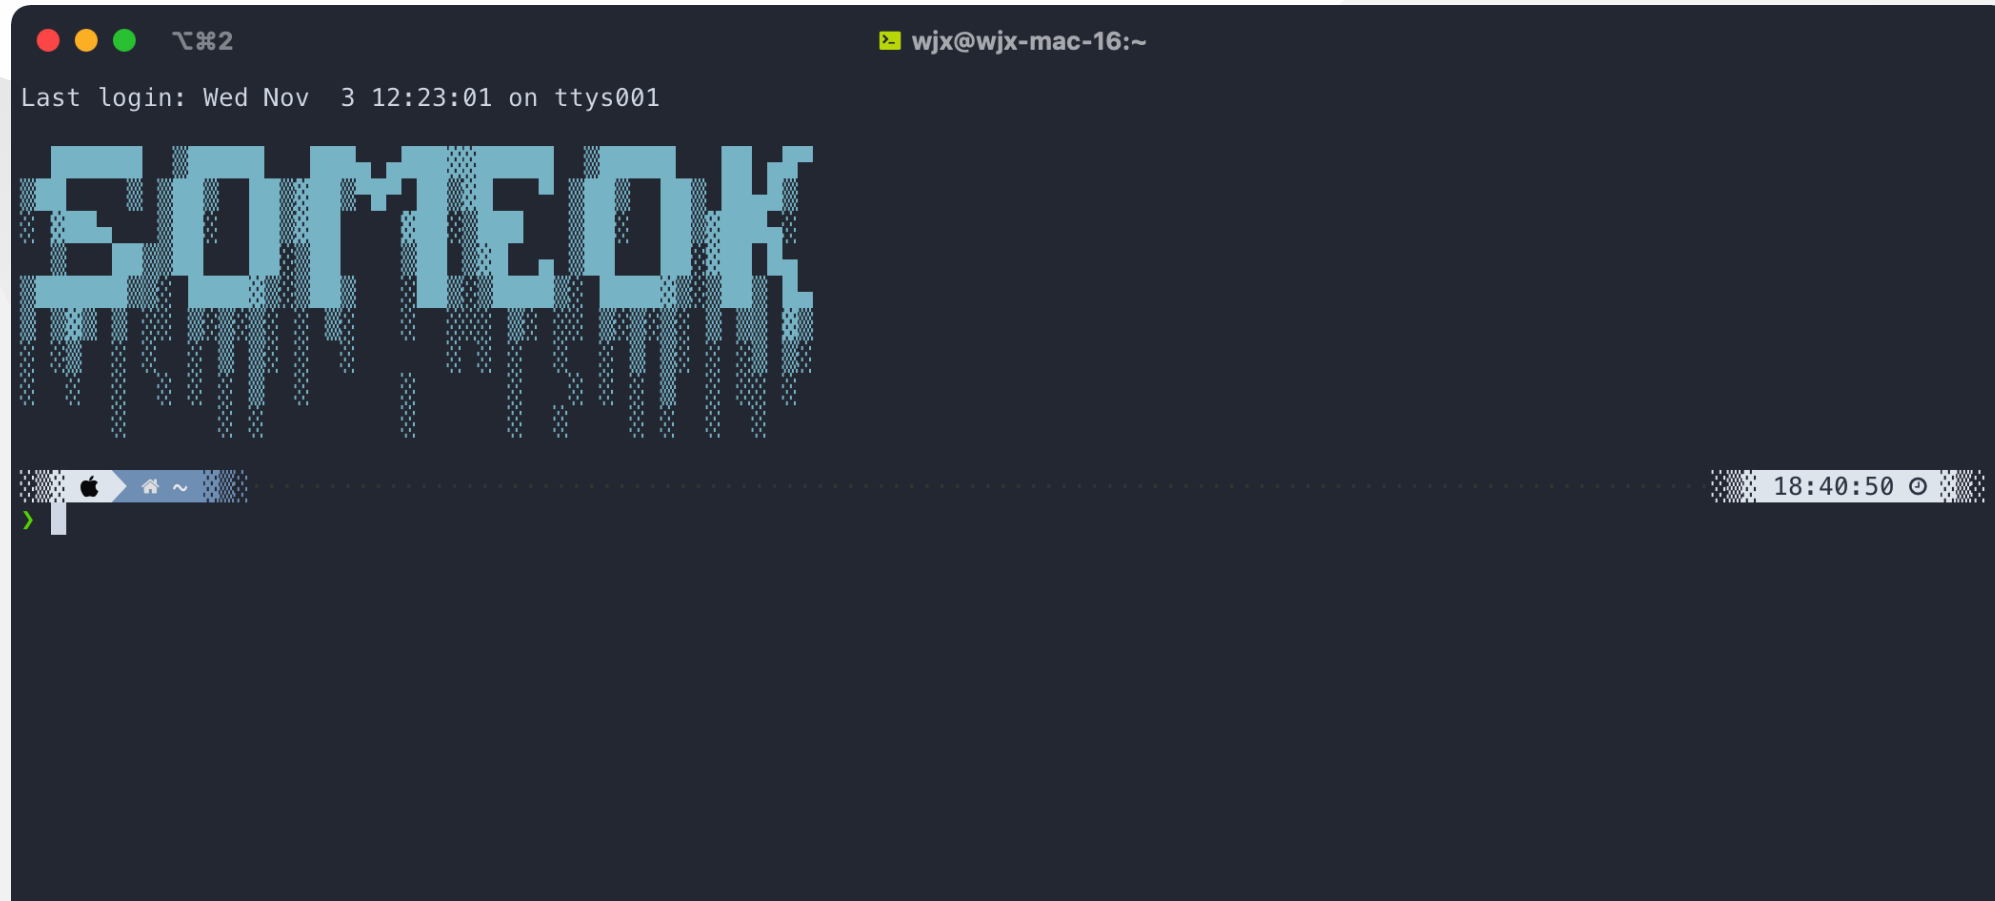 ⌥⌘2
wjx@wjx-mac-16:~
Last login: Wed Nov  3 12:23:01 on ttys001
SOMEOK
~ 18:40:50
❯